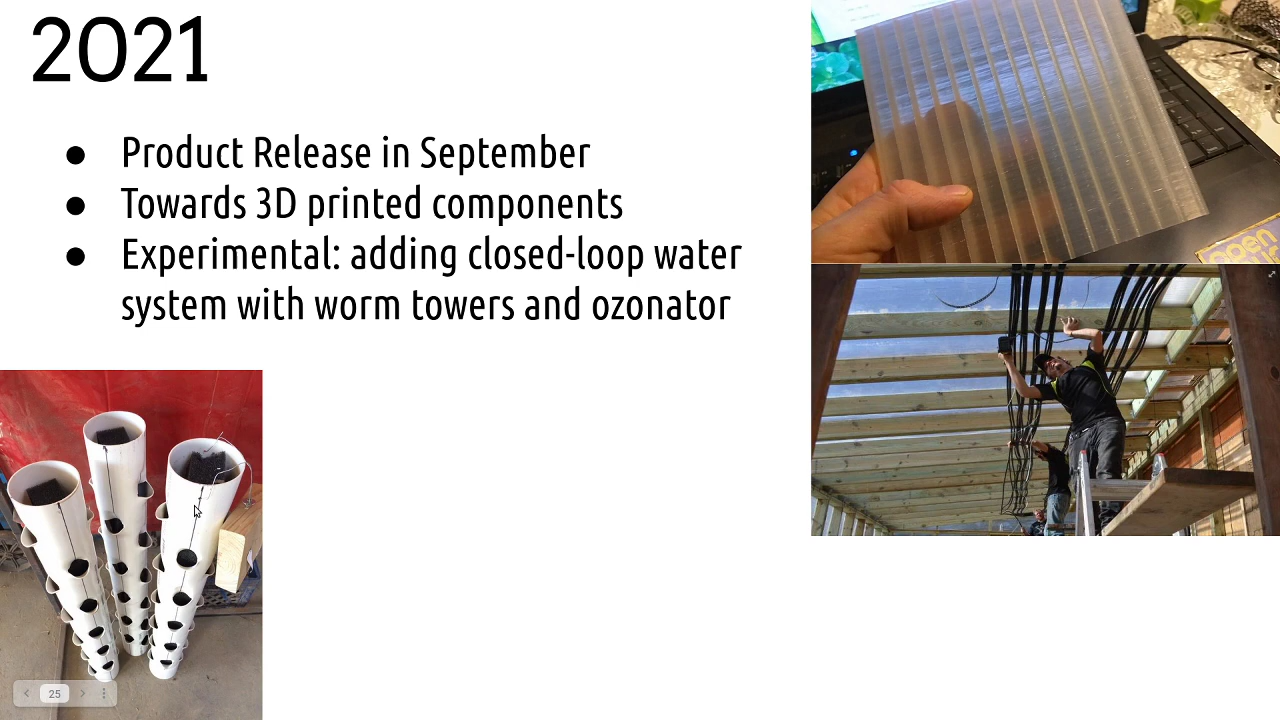 2021
● Product Release in September
● Towards 3D printed components
● Experimental: adding closed-loop water
system with worm towers and ozonator
25